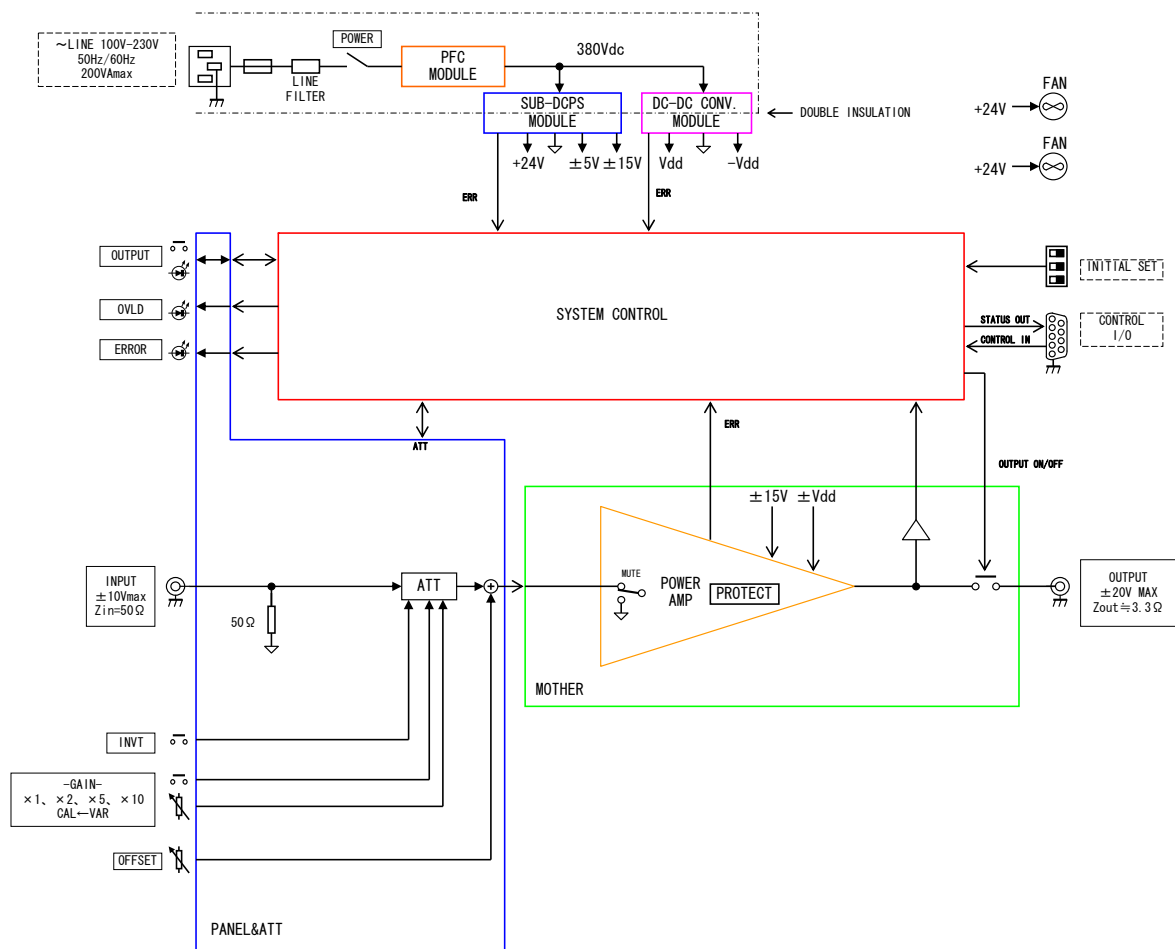 ~LINE 100V-230V
50Hz/60Hz
200VAmax
LINE
FILTER
POWER
PFC
MODULE
380Vdc
SUB-DCPS
MODULE
DC-DC CONV.
MODULE
DOUBLE INSULATION
+24V
±5V
±15V
Vdd
-Vdd
FAN
+24V
FAN
+24V
ERR
ERR
OUTPUT
OVLD
ERROR
SYSTEM CONTROL
INITIAL SET
STATUS OUT
CONTROL IN
CONTROL
I/O
ATT
ERR
OUTPUT ON/OFF
±15V
±Vdd
INPUT
±10Vmax
Zin=50Ω
50Ω
ATT
+
MUTE
POWER
AMP
PROTECT
MOTHER
OUTPUT
±20V MAX
Zout≒3.3Ω
INVT
-GAIN-
×1、×2、×5、×10
CAL←VAR
OFFSET
PANEL&ATT